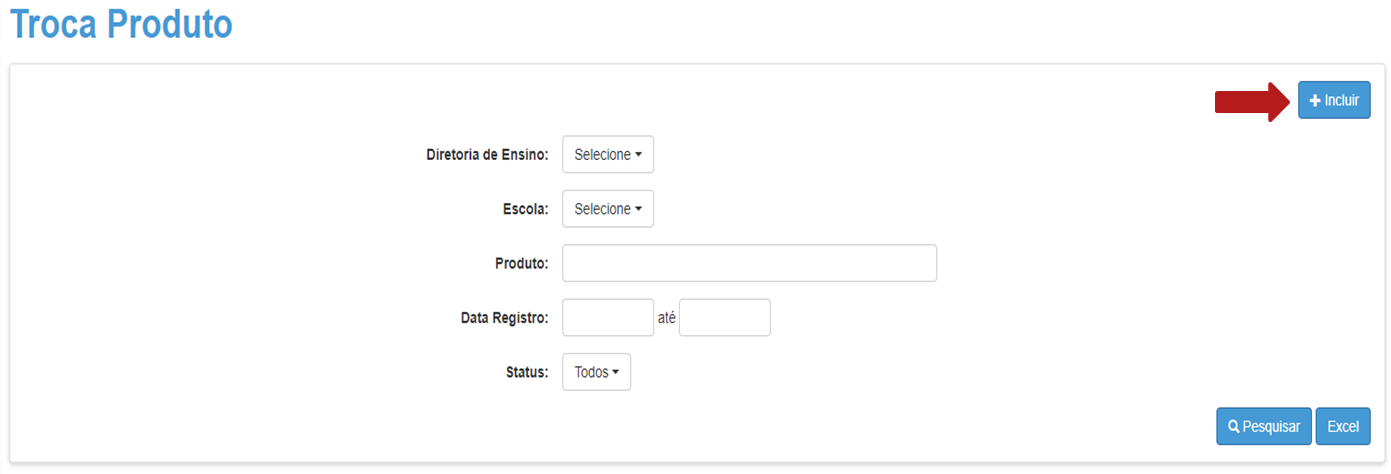 Troca Produto
Incluir
Diretoria de Ensino: Selecione
Escola: Selecione
Produto:
Data Registro: até
Status: Todos
Pesquisar Excel